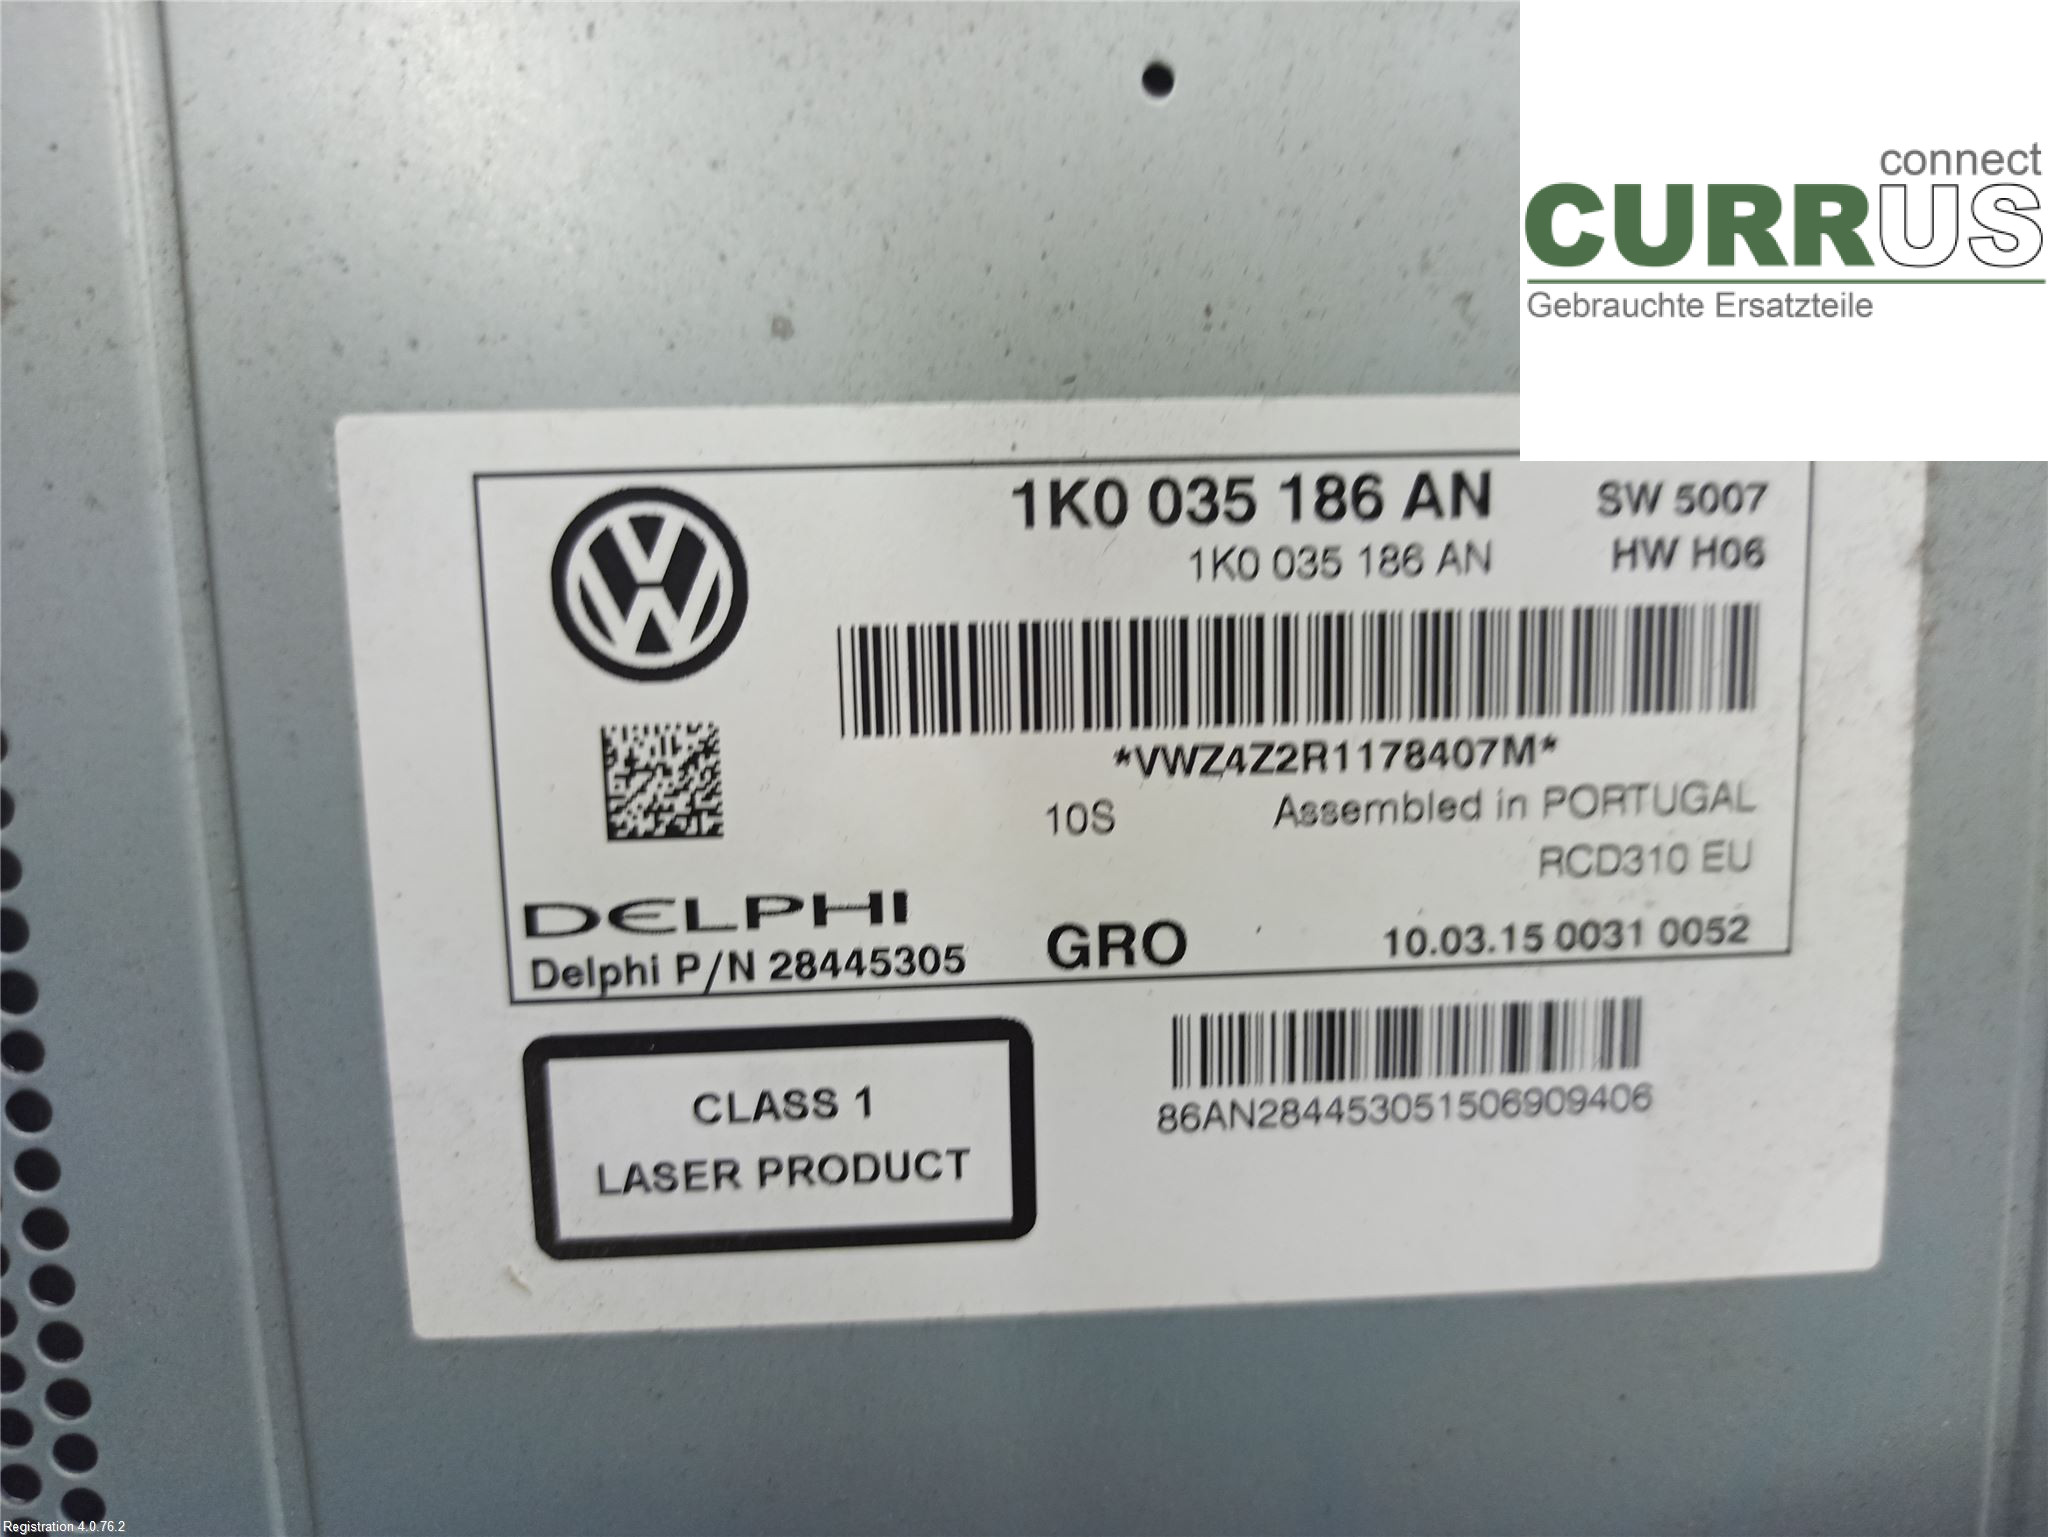 connect
CURRUS
Gebrauchte Ersatzteile
1K0 035 186 AN
SW 5007
1K0 035 186 AN
HW H06
*VWZ4Z2R1178407M*
10S
Assembled in PORTUGAL
RCD310 EU
DELPHI
Delphi P/N 28445305
GRO
10.03.15 0031 0052
CLASS 1
LASER PRODUCT
86AN284453051506909406
Registration 4.0.76.2